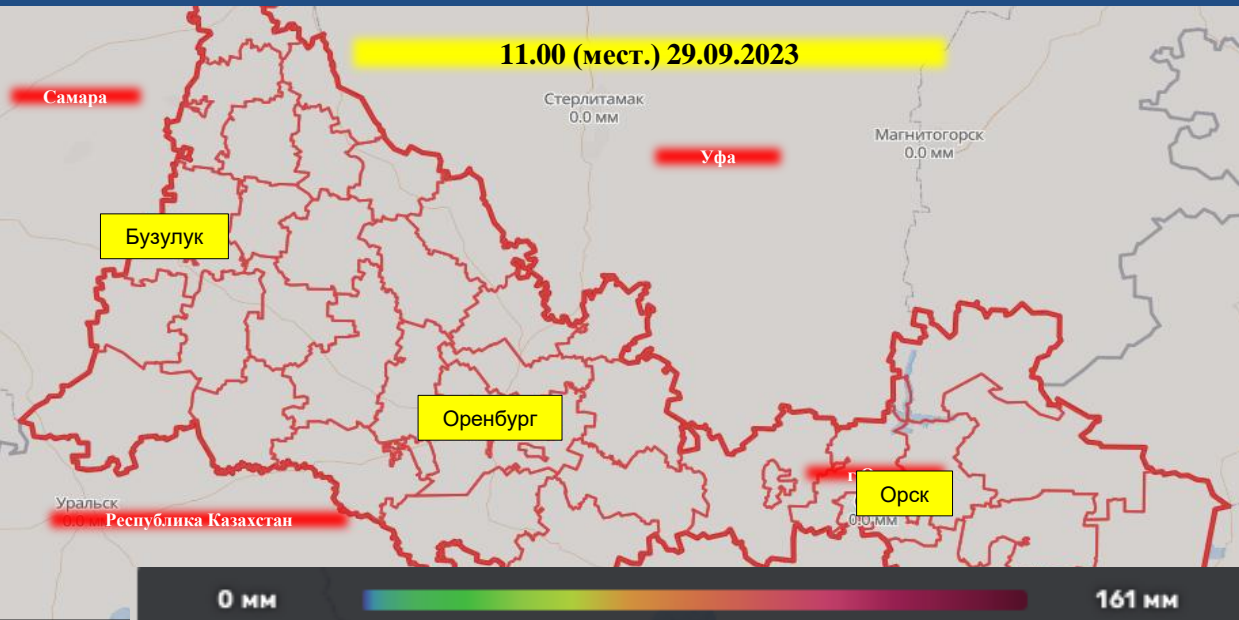 11.00 (мест.) 29.09.2023
Самара
Стерлитамак
0.0 мм
Магнитогорск
0.0 мм
Уфа
Бузулук
Оренбург
Орск
0.0 мм
Уральск
Республика Казахстан
0 мм
161 мм